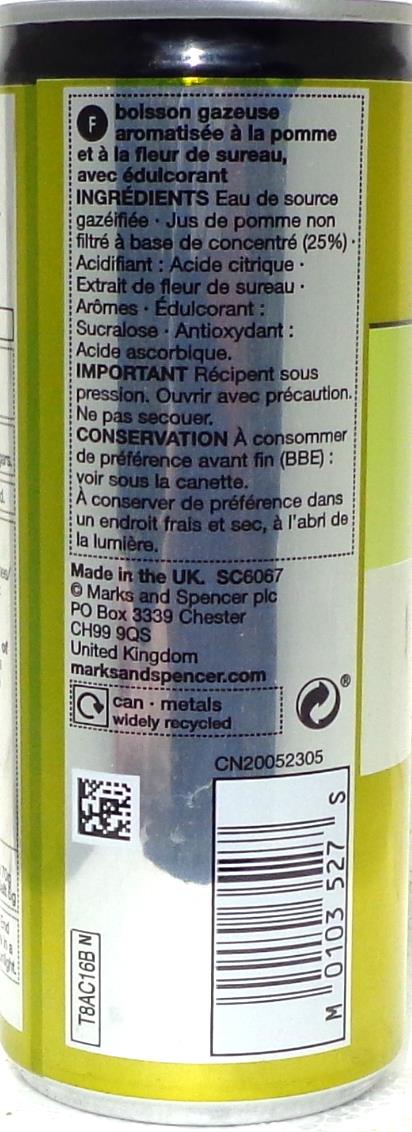 F
boisson gazeuse
aromatisée à la pomme
et à la fleur de sureau,
avec édulcorant
INGRÉDIENTS Eau de source
gazéifiée · Jus de pomme non
filtré à base de concentré (25%) ·
Acidifiant : Acide citrique ·
Extrait de fleur de sureau ·
Arômes · Édulcorant :
Sucralose · Antioxydant :
Acide ascorbique.
IMPORTANT Récipent sous
pression. Ouvrir avec précaution.
Ne pas secouer.
CONSERVATION À consommer
de préférence avant fin (BBE) :
voir sous la canette.
À conserver de préférence dans
un endroit frais et sec, à l'abri de
la lumière.
Made in the UK. SC6067
© Marks and Spencer plc
PO Box 3339 Chester
CH99 9QS
United Kingdom
marksandspencer.com
can · metals
widely recycled
®
CN20052305
M 0103 527 S
T8AC16B N